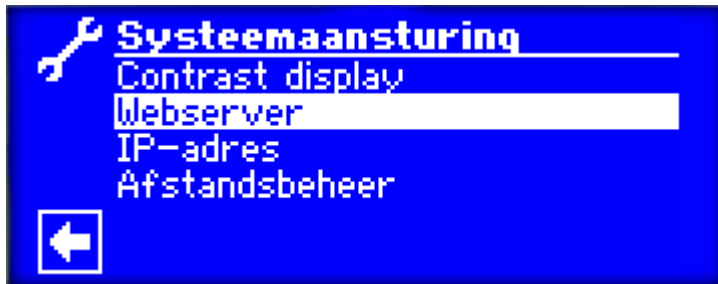 Systeemaansturing
Contrast display
Webserver
IP-adres
Afstandsbeheer